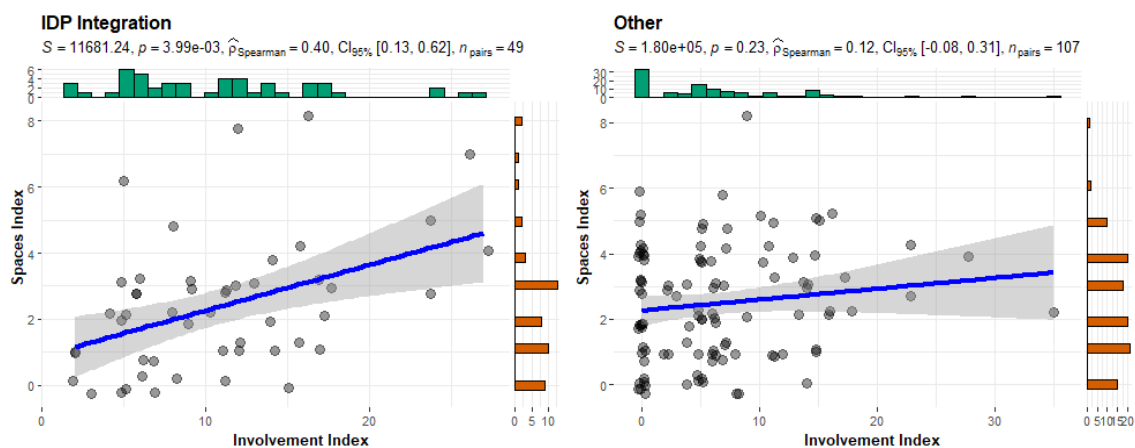 IDP Integration
S = 11681.24, p = 3.99e-03, ρ̂Spearman = 0.40, CI95% [0.13, 0.62], npairs = 49
6
4
2
0
8
6
4
2
0
Spaces Index
0 10 20
0 5 10
Involvement Index
Other
S = 1.80e+05, p = 0.23, ρ̂Spearman = 0.12, CI95% [-0.08, 0.31], npairs = 107
30
20
10
0
8
6
4
2
0
Spaces Index
0 10 20 30
0 5 10 15 20
Involvement Index